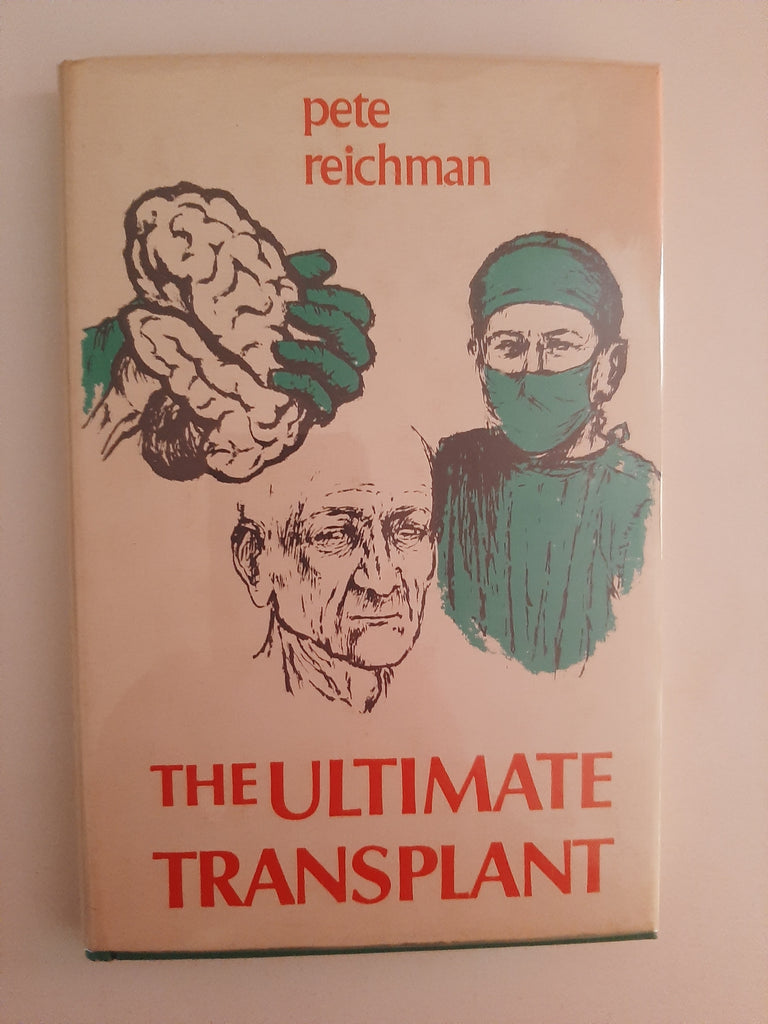 pete
reichman
THE ULTIMATE
TRANSPLANT